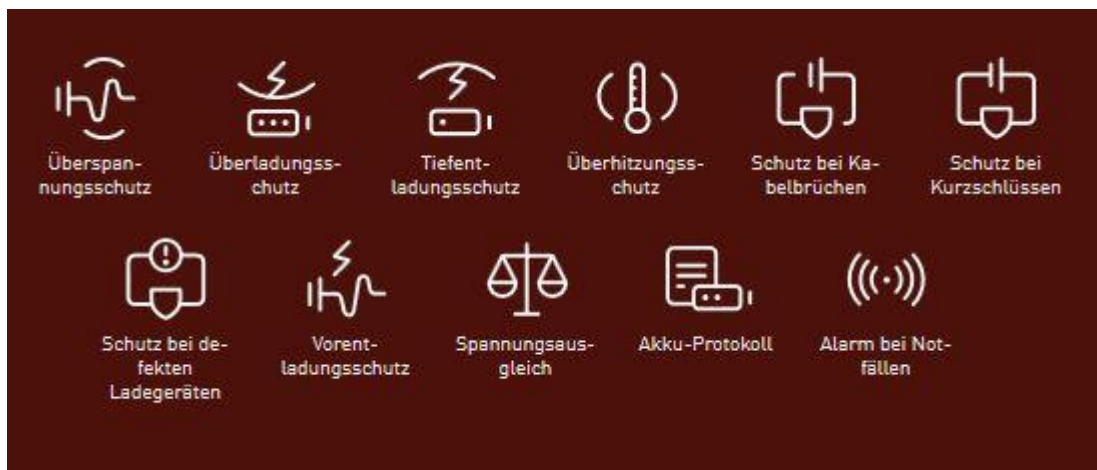 Überspan-
nungsschutz
Überladungss-
chutz
Tiefent-
ladungsschutz
Überhitzungss-
chutz
Schutz bei Ka-
belbrüchen
Schutz bei
Kurzschlüssen
Schutz bei de-
fekten
Ladegeräten
Vorent-
ladungsschutz
Spannungsaus-
gleich
Akku-Protokoll
Alarm bei Not-
fällen